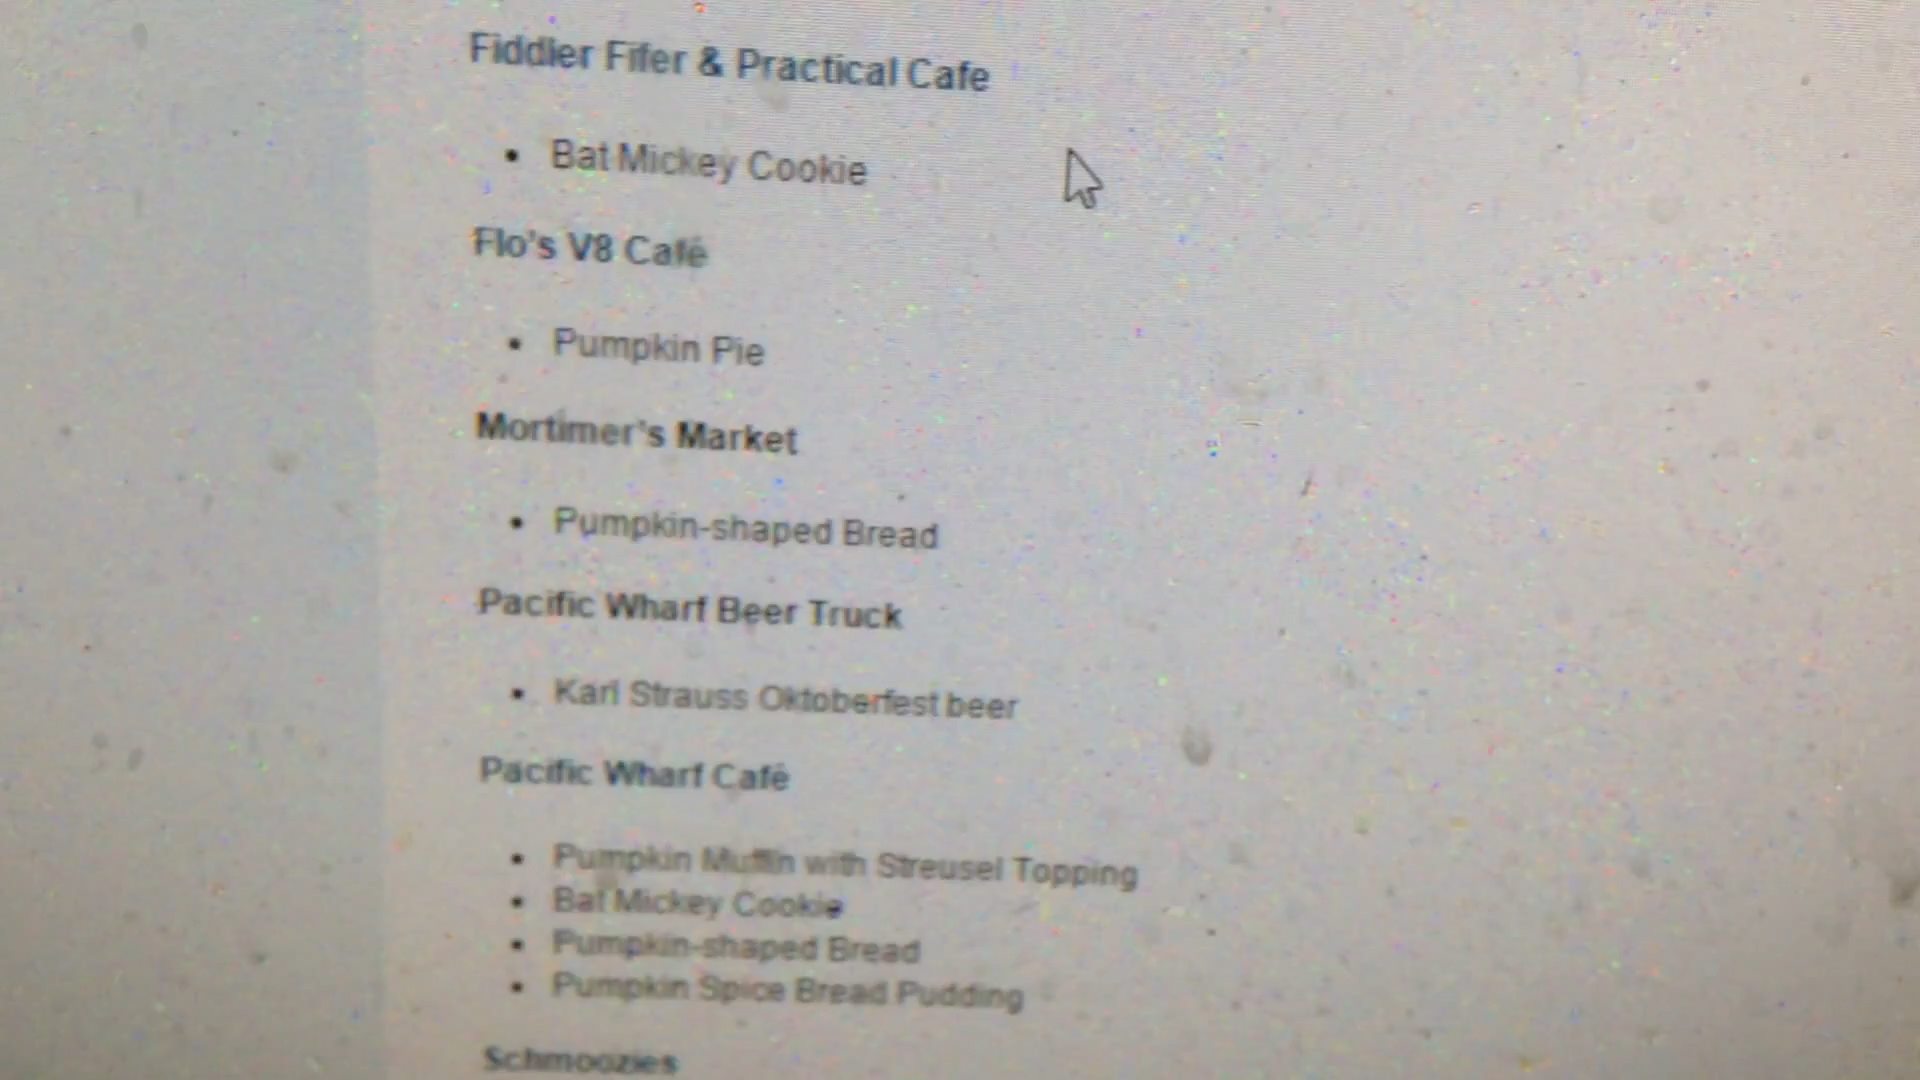 Fiddler Fifer & Practical Cafe
• Bat Mickey Cookie
Flo's V8 Café
• Pumpkin Pie
Mortimer's Market
• Pumpkin-shaped Bread
Pacific Wharf Beer Truck
• Karl Strauss Oktoberfest beer
Pacific Wharf Café
• Pumpkin Muffin with Streusel Topping
• Bat Mickey Cookie
• Pumpkin-shaped Bread
• Pumpkin Spice Bread Pudding
Schmoozies